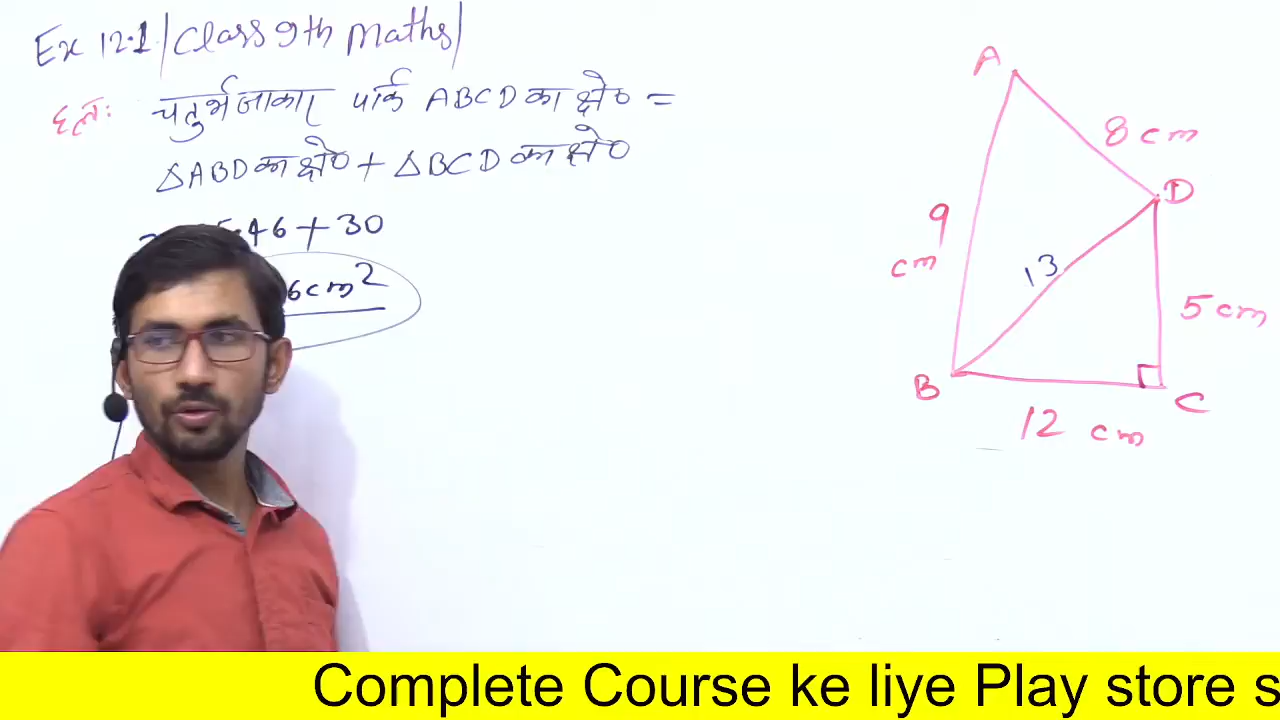 Ex 12.1 | Class 9th Maths |
हलः चतुर्भुजाकार पार्क ABCD का क्षे० =
△ABD का क्षे० + △BCD का क्षे०
46 + 30
6cm²
A
8 cm
D
9
cm
13
5 cm
B
C
12 cm
Complete Course ke liye Play store s